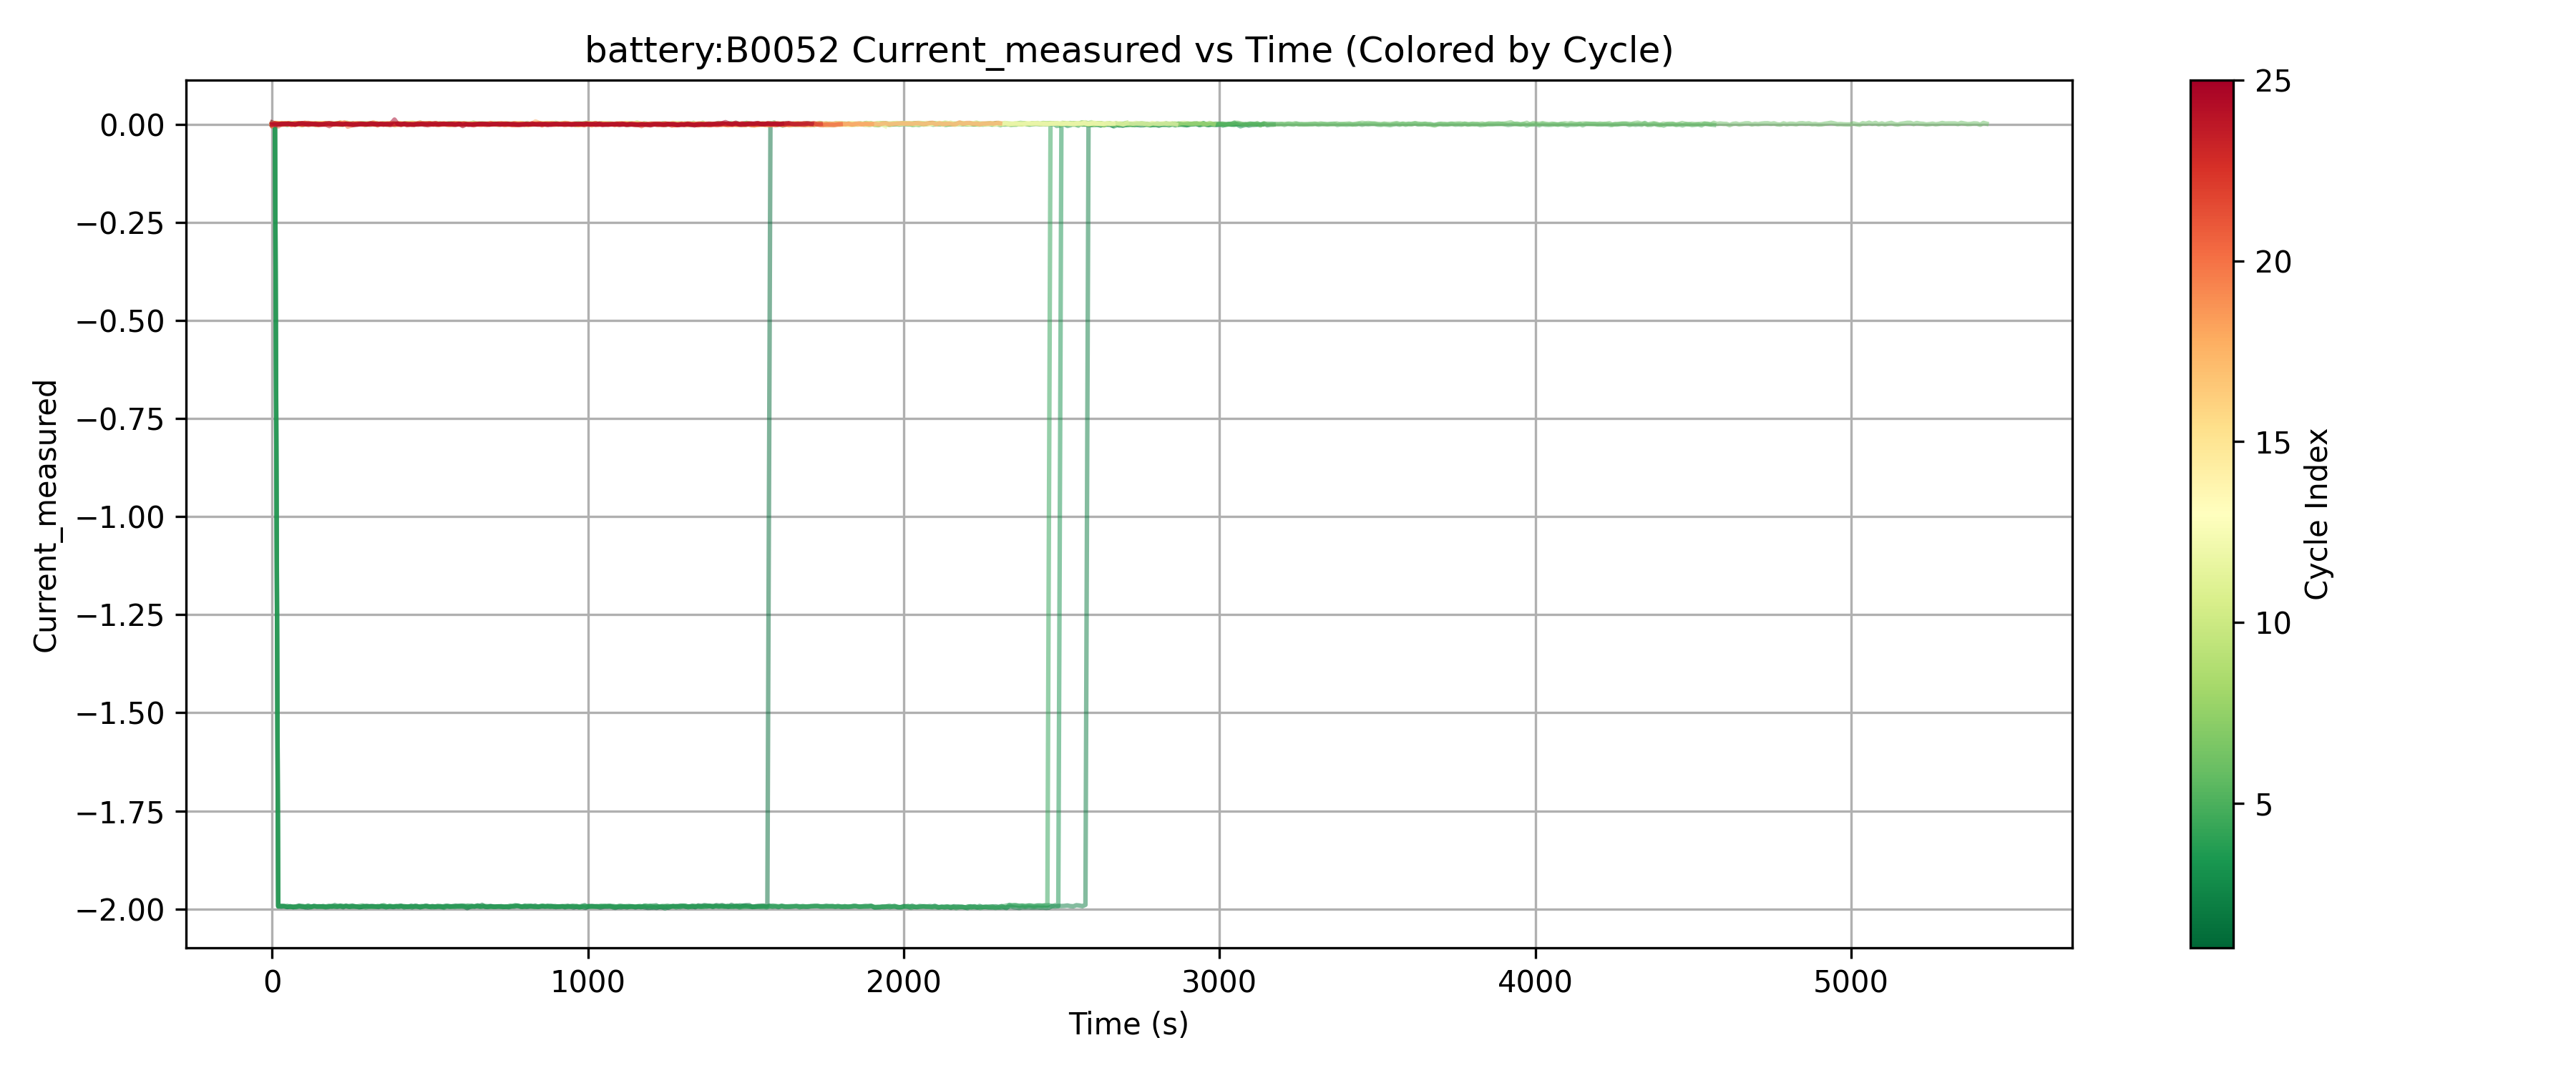 battery:B0052 Current_measured vs Time (Colored by Cycle)
Current_measured
0.00
−0.25
−0.50
−0.75
−1.00
−1.25
−1.50
−1.75
−2.00
0 1000 2000 3000 4000 5000
Time (s)
25
20
15
10
5
Cycle Index